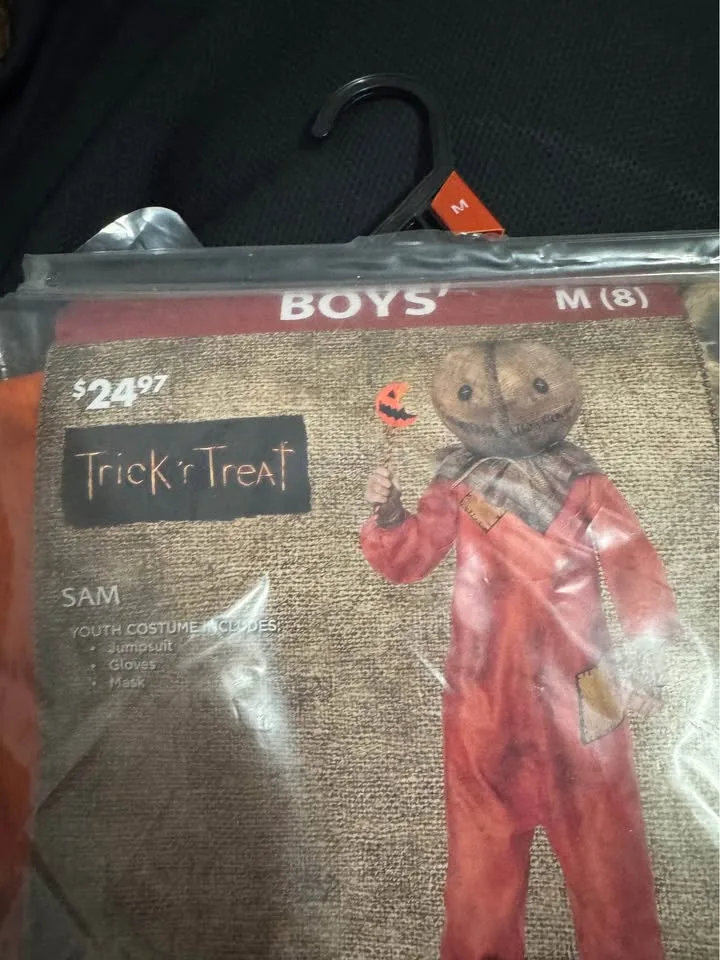 M
BOYS' M (8)
$24.97
Trick 'r Treat
SAM
YOUTH COSTUME INCLUDES:
• Jumpsuit
• Gloves
• Mask